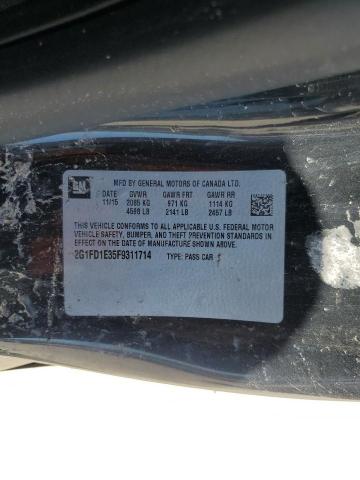 GM
MFD BY GENERAL MOTORS OF CANADA LTD.
DATE GVWR GAWR FRT GAWR RR
11/15 2085 KG 971 KG 1114 KG
4598 LB 2141 LB 2457 LB
THIS VEHICLE CONFORMS TO ALL APPLICABLE U.S. FEDERAL MOTOR
VEHICLE SAFETY, BUMPER, AND THEFT PREVENTION STANDARDS IN
EFFECT ON THE DATE OF MANUFACTURE SHOWN ABOVE.
2G1FD1E35F9311714 TYPE: PASS CAR